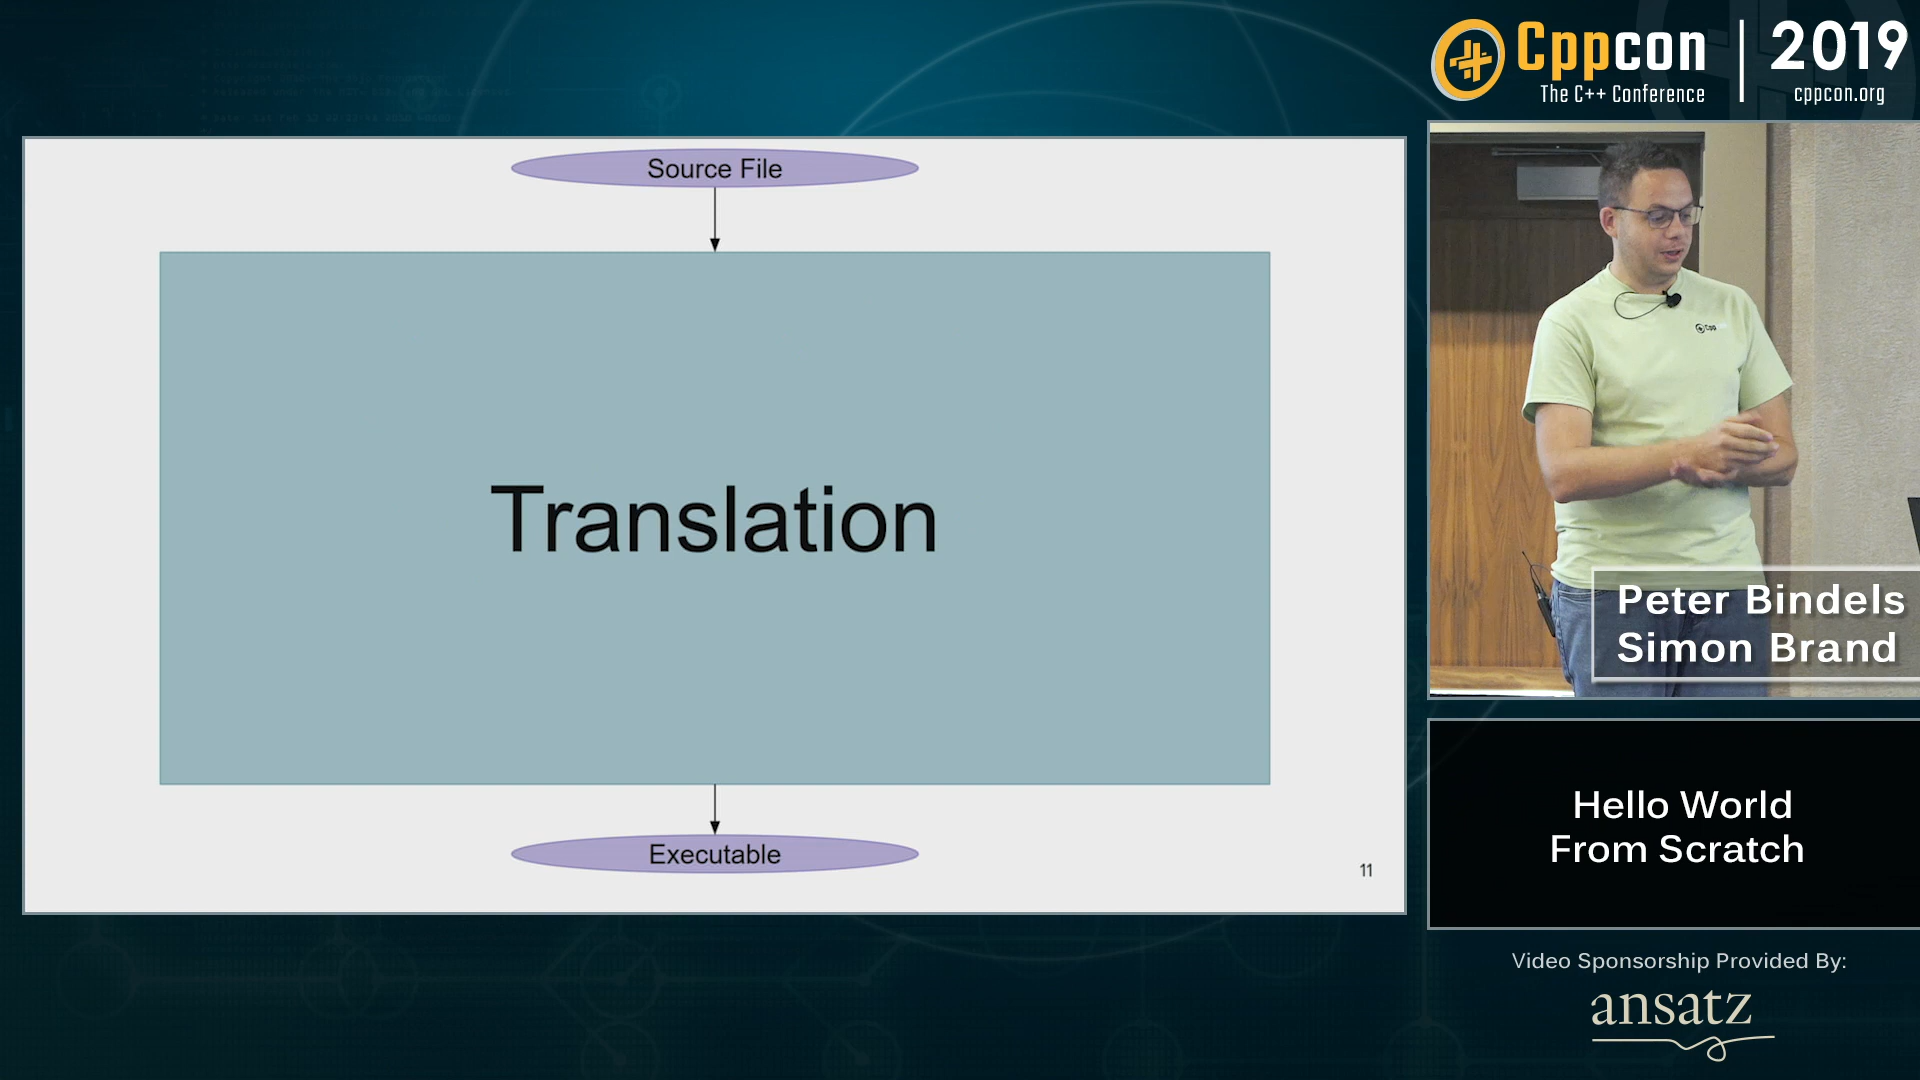 Cppcon
The C++ Conference
2019
cppcon.org
Source File
Translation
Executable
11
Cpp
Peter Bindels
Simon Brand
Hello World
From Scratch
Video Sponsorship Provided By:
ansatz